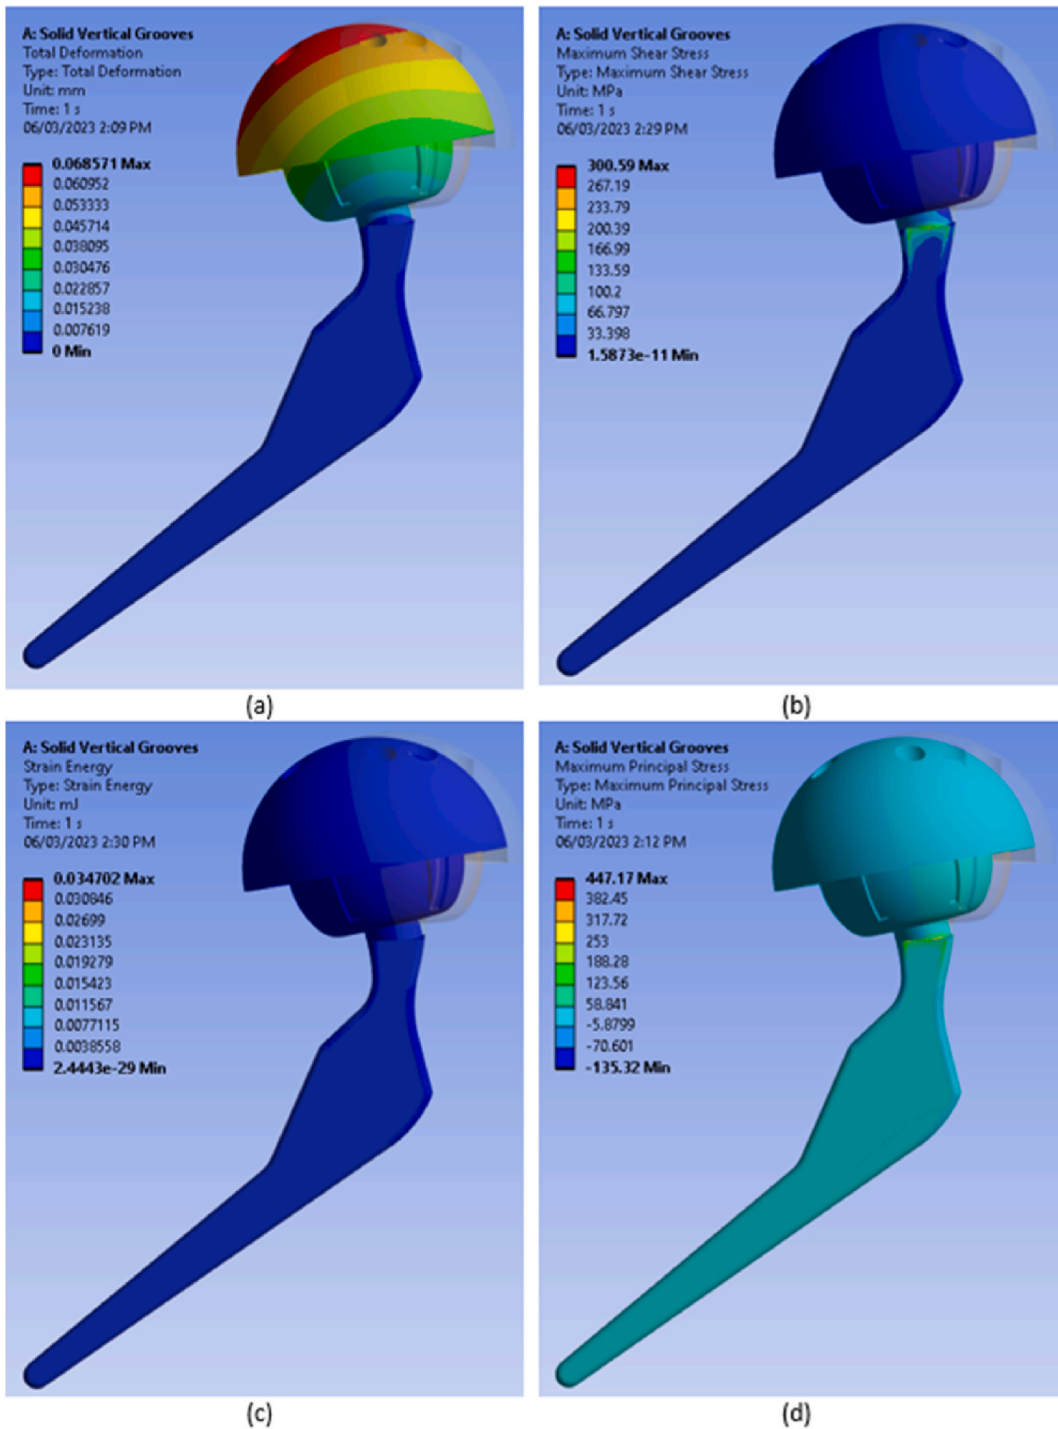 A: Solid Vertical Grooves
Total Deformation
Type: Total Deformation
Unit: mm
Time: 1 s
06/03/2023 2:09 PM
0.068571 Max
0.060952
0.053333
0.045714
0.038095
0.030476
0.022857
0.015238
0.007619
0 Min
(a)
A: Solid Vertical Grooves
Maximum Shear Stress
Type: Maximum Shear Stress
Unit: MPa
Time: 1 s
06/03/2023 2:29 PM
300.59 Max
267.19
233.79
200.39
166.99
133.59
100.2
66.797
33.398
1.5873e-11 Min
(b)
A: Solid Vertical Grooves
Strain Energy
Type: Strain Energy
Unit: mJ
Time: 1 s
06/03/2023 2:30 PM
0.034702 Max
0.030846
0.02699
0.023135
0.019279
0.015423
0.011567
0.0077115
0.0038558
2.4443e-29 Min
(c)
A: Solid Vertical Grooves
Maximum Principal Stress
Type: Maximum Principal Stress
Unit: MPa
Time: 1 s
06/03/2023 2:12 PM
447.17 Max
382.45
317.72
253
188.28
123.56
58.841
-5.8799
-70.601
-135.32 Min
(d)